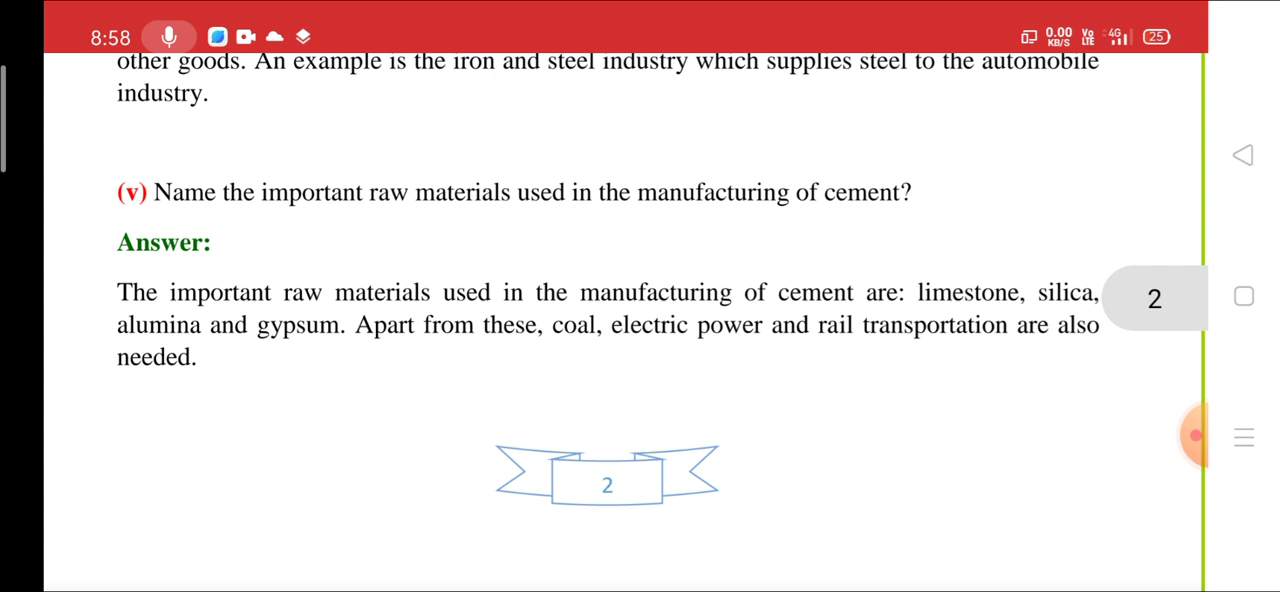 8:58 0.00 KB/S Vo LTE 4G 25
other goods. An example is the iron and steel industry which supplies steel to the automobile
industry.
(v) Name the important raw materials used in the manufacturing of cement?
Answer:
The important raw materials used in the manufacturing of cement are: limestone, silica,
2
alumina and gypsum. Apart from these, coal, electric power and rail transportation are also
needed.
2